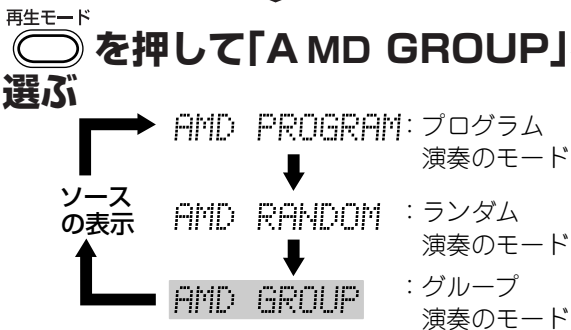 再生モード
を押して「A MD GROUP」
選ぶ
AMD PROGRAM：プログラム
演奏のモード
ソース
の表示
AMD RANDOM：ランダム
演奏のモード
AMD GROUP：グループ
演奏のモード